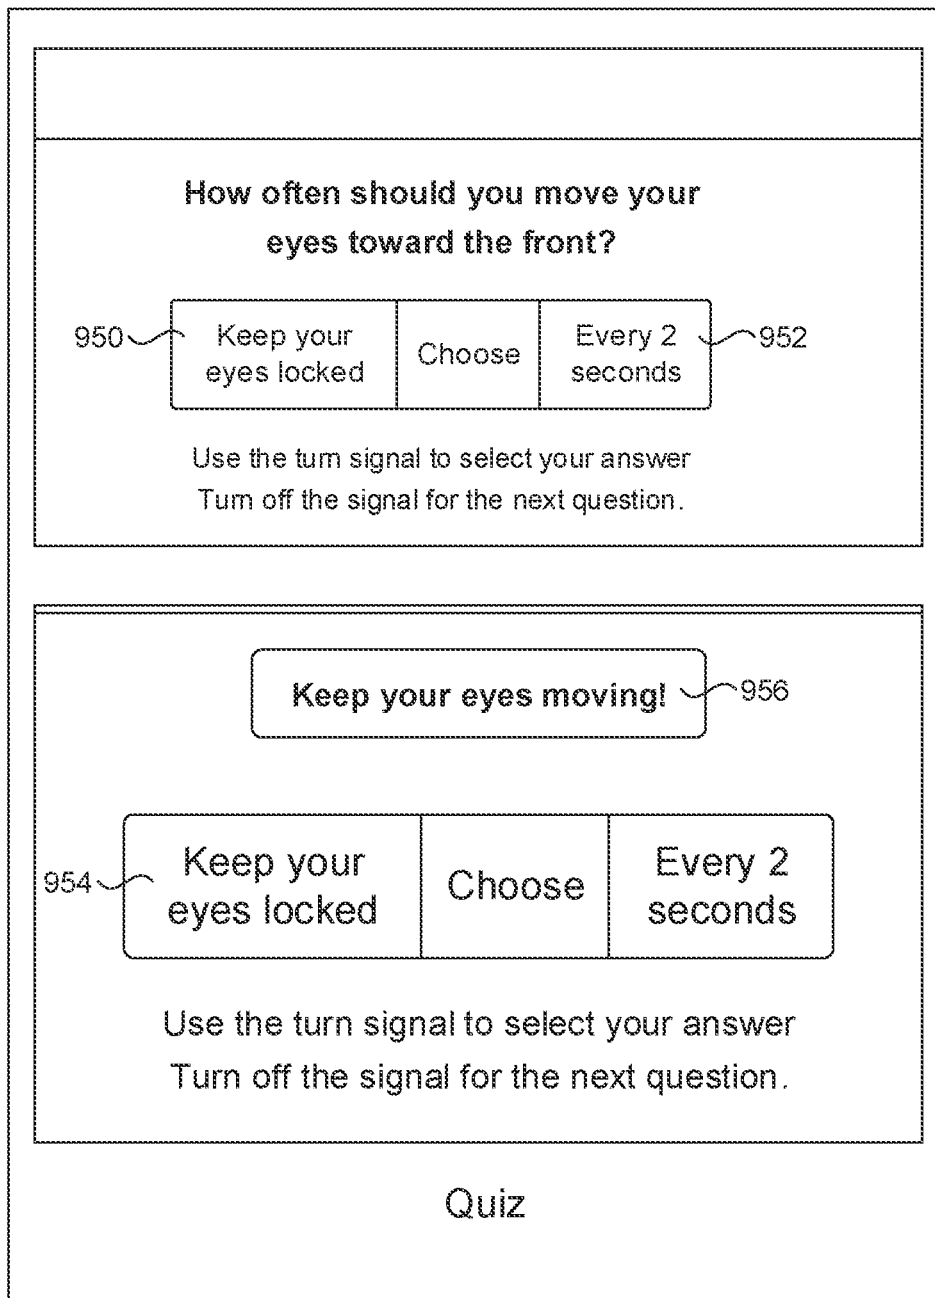 How often should you move your
eyes toward the front?
950
Keep your
eyes locked
Choose
Every 2
seconds
952
Use the turn signal to select your answer
Turn off the signal for the next question.
Keep your eyes moving!
956
954
Keep your
eyes locked
Choose
Every 2
seconds
Use the turn signal to select your answer
Turn off the signal for the next question.
Quiz